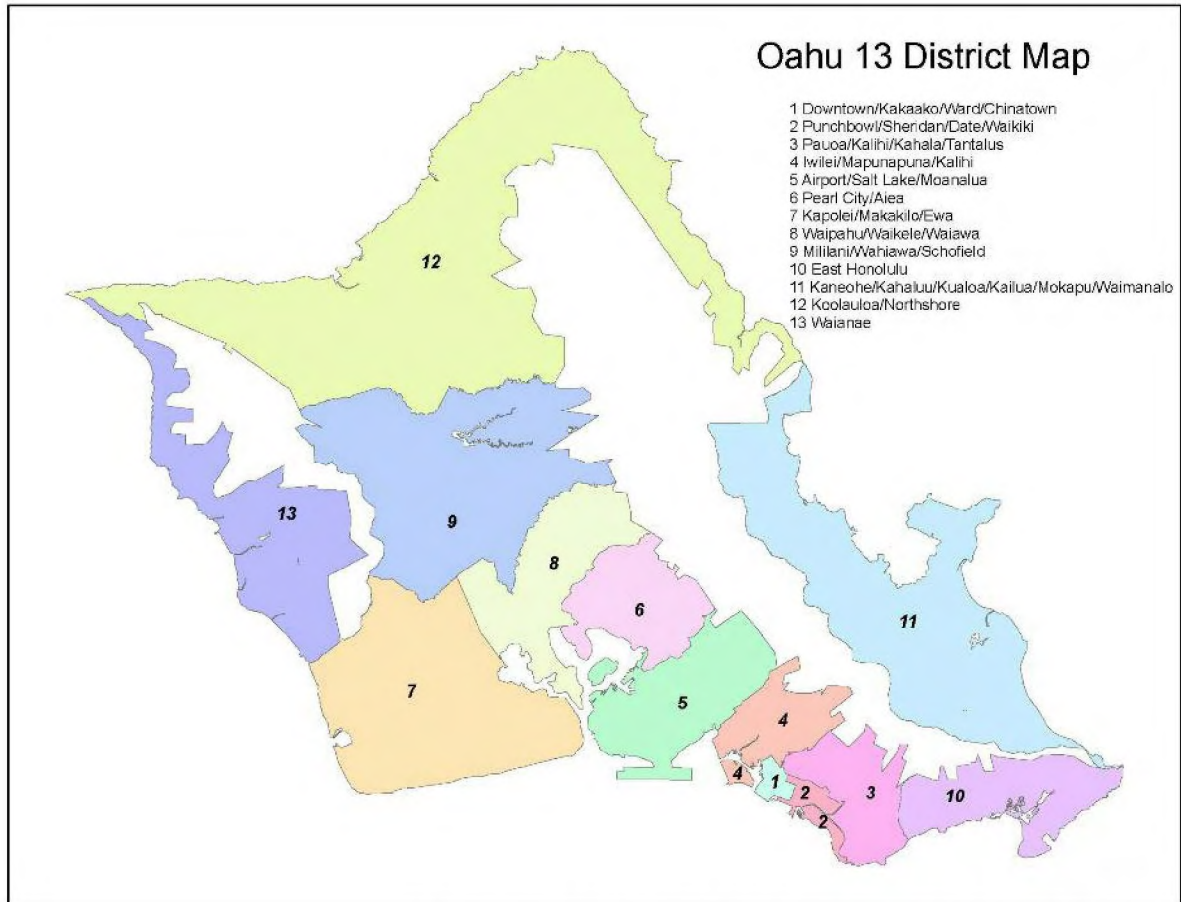 Oahu 13 District Map
1 Downtown/Kakaako/Ward/Chinatown
2 Punchbowl/Sheridan/Date/Waikiki
3 Pauoa/Kalihi/Kahala/Tantalus
4 Iwilei/Mapunapuna/Kalihi
5 Airport/Salt Lake/Moanalua
6 Pearl City/Aiea
7 Kapolei/Makakilo/Ewa
8 Waipahu/Waikele/Waiawa
9 Mililani/Wahiawa/Schofield
10 East Honolulu
11 Kaneohe/Kahaluu/Kualoa/Kailua/Mokapu/Waimanalo
12 Koolauloa/Northshore
13 Waianae
12
13
9
8
6
11
7
5
4
4
1
2
3
10
2